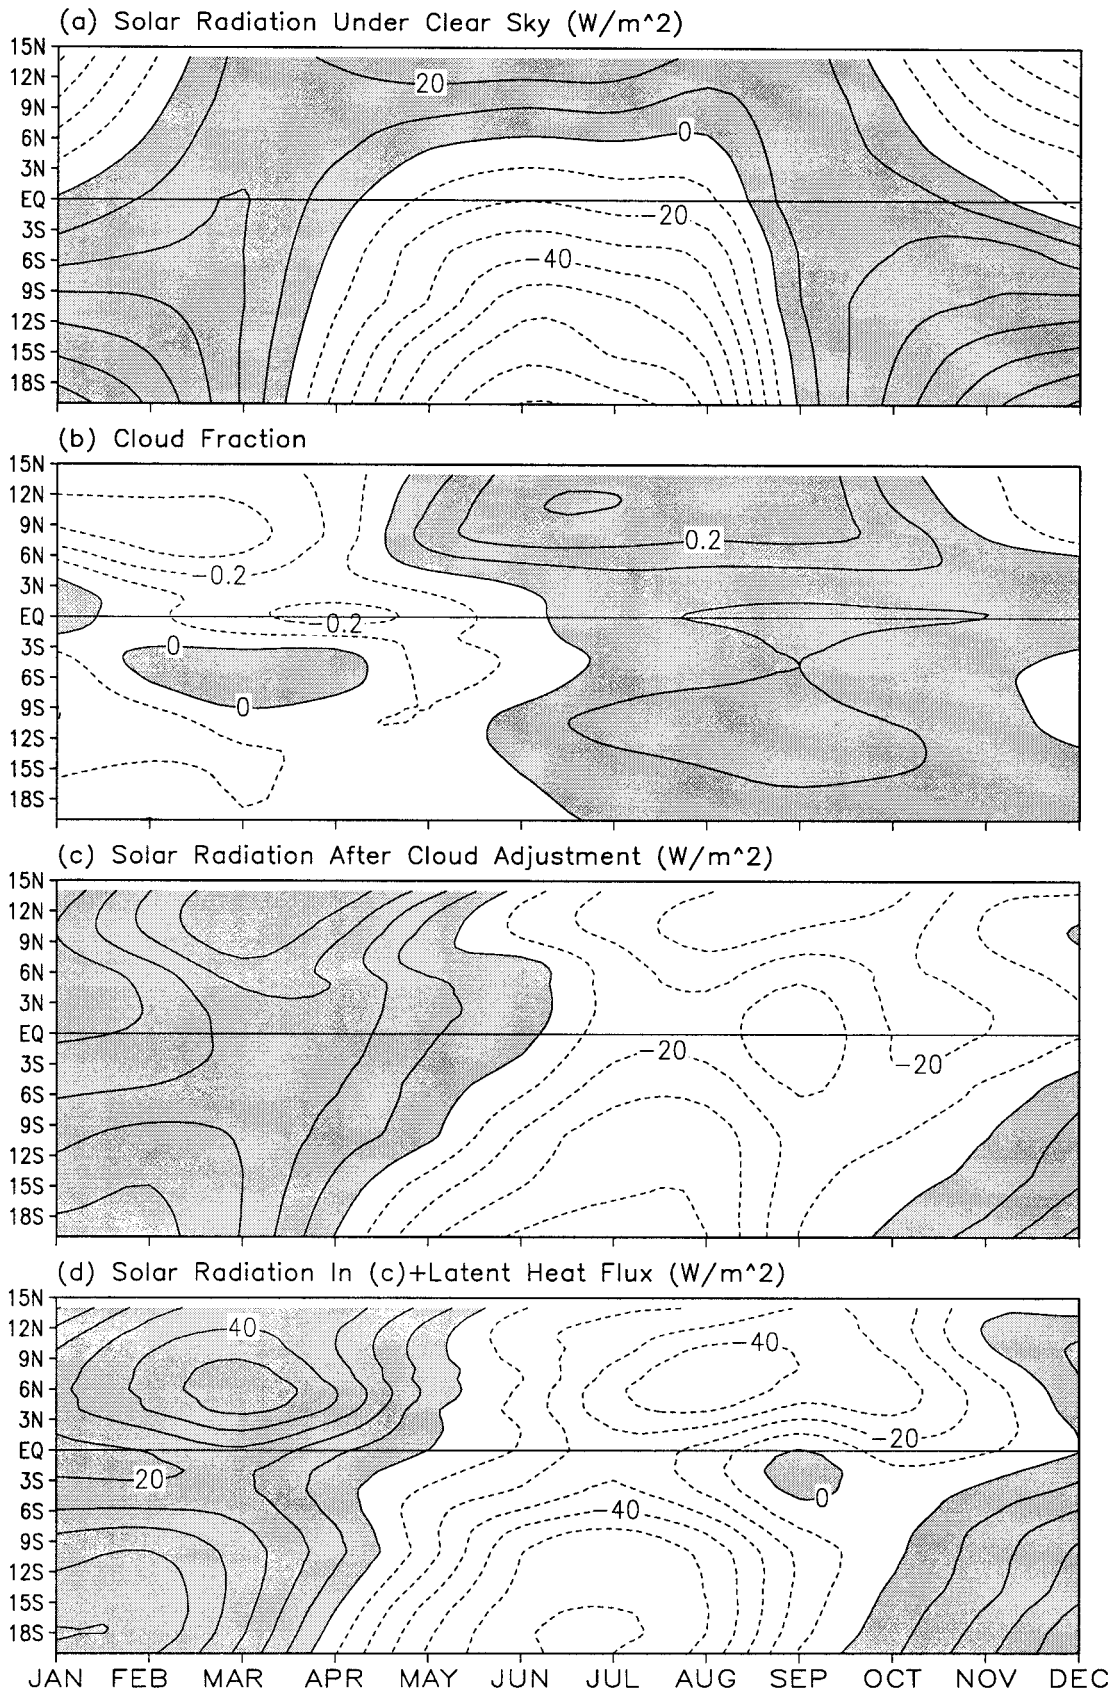 (a) Solar Radiation Under Clear Sky (W/m^2)
15N
12N
9N
6N
3N
EQ
3S
6S
9S
12S
15S
18S
20
0
−20
−40
(b) Cloud Fraction
15N
12N
9N
6N
3N
EQ
3S
6S
9S
12S
15S
18S
0.2
−0.2
−0.2
0
0
(c) Solar Radiation After Cloud Adjustment (W/m^2)
15N
12N
9N
6N
3N
EQ
3S
6S
9S
12S
15S
18S
−20
−20
(d) Solar Radiation In (c)+Latent Heat Flux (W/m^2)
15N
12N
9N
6N
3N
EQ
3S
6S
9S
12S
15S
18S
40
−40
−20
20
0
−40
JAN FEB MAR APR MAY JUN JUL AUG SEP OCT NOV DEC